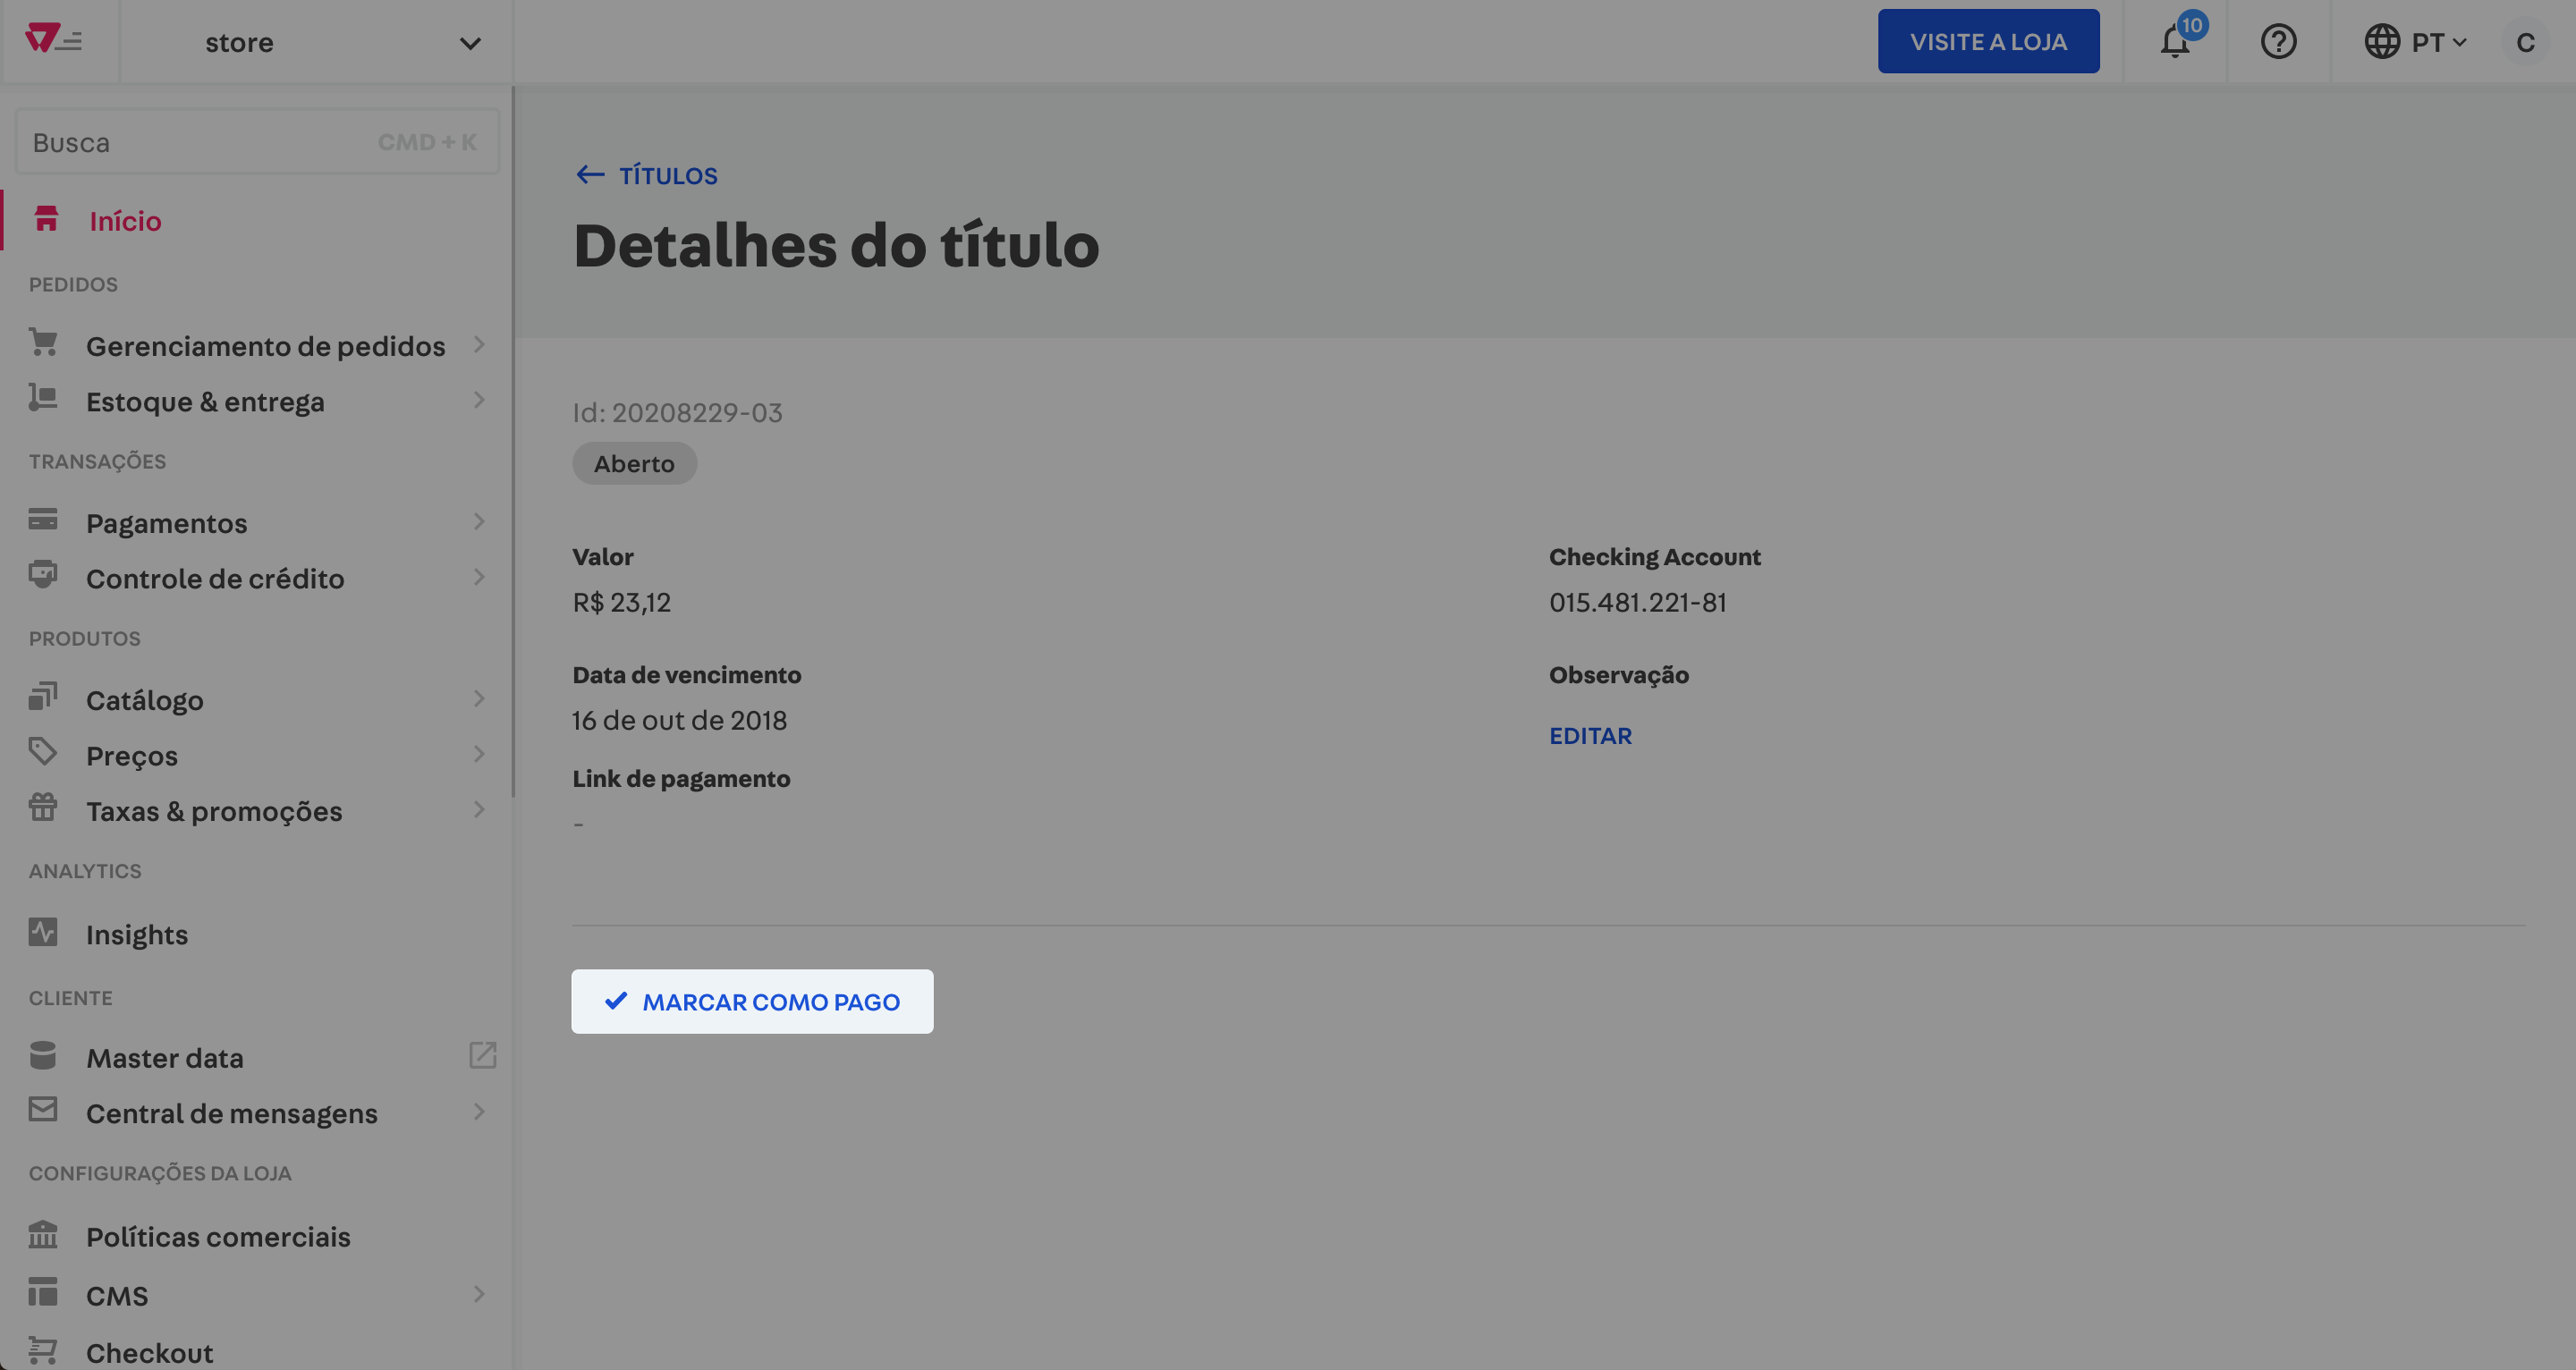 store
VISITE A LOJA
10
PT
C
Busca
CMD + K
Início
PEDIDOS
Gerenciamento de pedidos
Estoque & entrega
TRANSAÇÕES
Pagamentos
Controle de crédito
PRODUTOS
Catálogo
Preços
Taxas & promoções
ANALYTICS
Insights
CLIENTE
Master data
Central de mensagens
CONFIGURAÇÕES DA LOJA
Políticas comerciais
CMS
Checkout
TÍTULOS
Detalhes do título
Id: 20208229-03
Aberto
Valor
R$ 23,12
Checking Account
015.481.221-81
Data de vencimento
16 de out de 2018
Observação
EDITAR
Link de pagamento
-
MARCAR COMO PAGO